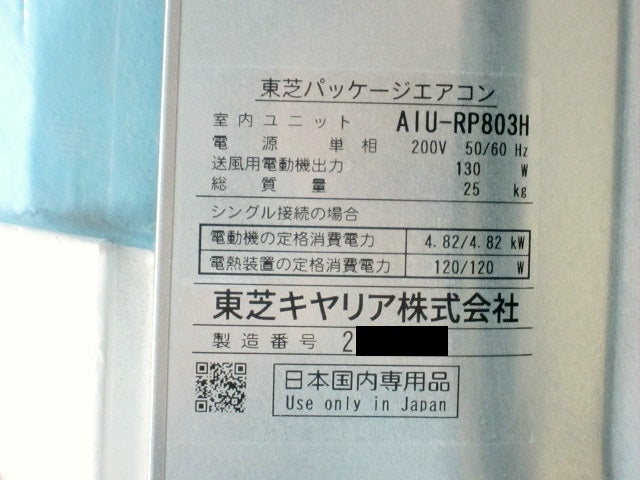 東芝パッケージエアコン
室内ユニット AIU-RP803H
電源 単相 200V 50/60 Hz
送風用電動機出力 130 W
総質量 25 kg
シングル接続の場合
電動機の定格消費電力 4.82/4.82 kW
電熱装置の定格消費電力 120/120 W
東芝キヤリア株式会社
製造番号 2
日本国内専用品
Use only in Japan